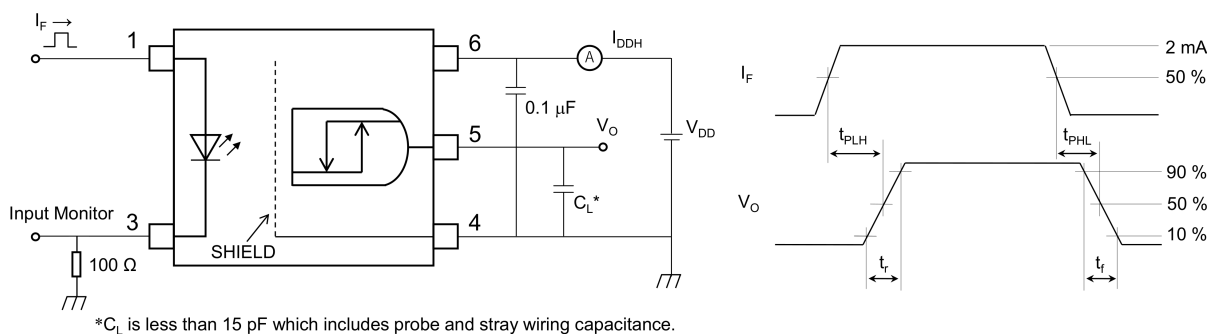 I_F →
1
6
I_DDH
A
0.1 μF
V_DD
5
V_O
C_L*
Input Monitor
3
4
SHIELD
100 Ω
*C_L is less than 15 pF which includes probe and stray wiring capacitance.
I_F
2 mA
50 %
t_PLH
t_PHL
V_O
90 %
50 %
10 %
t_r
t_f